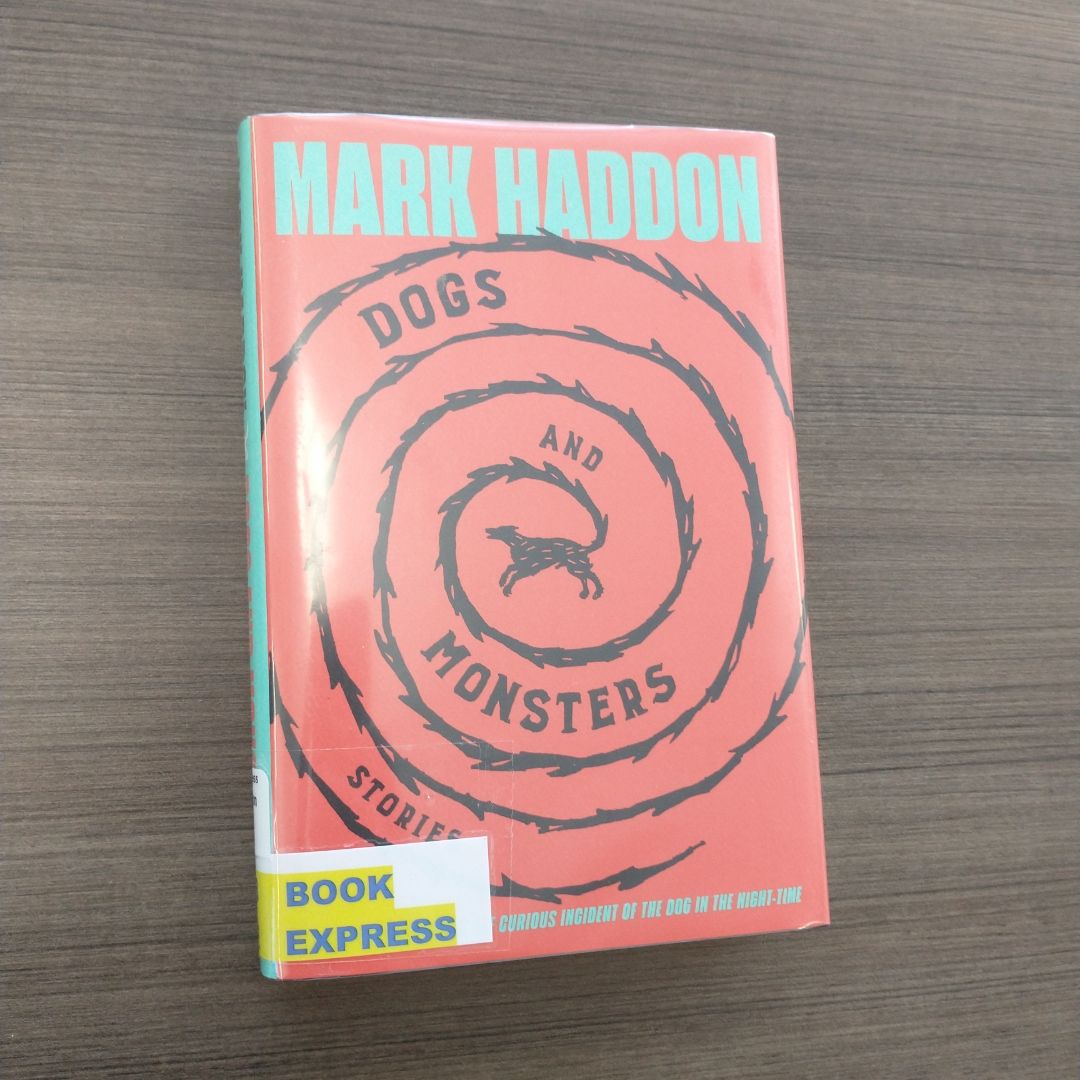 MARK HADDON
DOGS
AND
MONSTERS
STORIES
BOOK
EXPRESS
CURIOUS INCIDENT OF THE DOG IN THE NIGHT-TIME